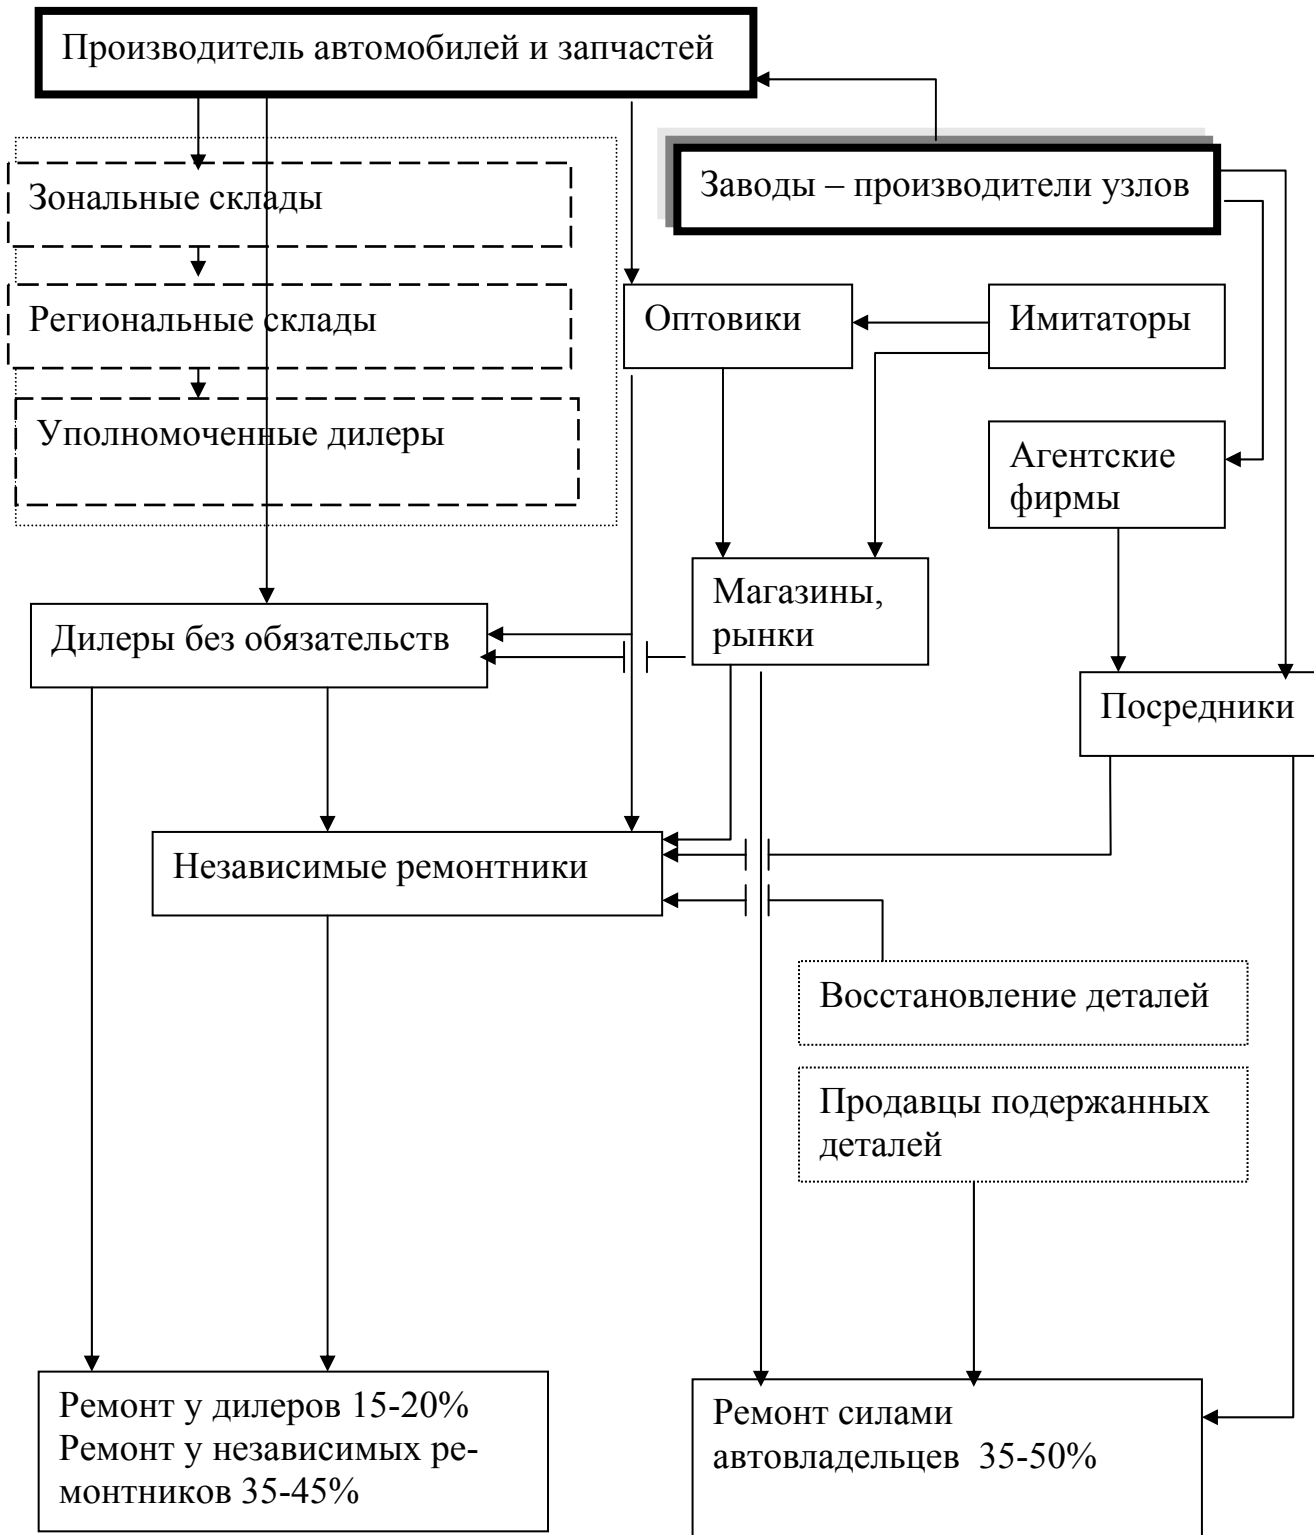 Производитель автомобилей и запчастей
Заводы – производители узлов
Зональные склады
Региональные склады
Оптовики
Имитаторы
Уполномоченные дилеры
Агентские
фирмы
Магазины,
рынки
Дилеры без обязательств
Посредники
Независимые ремонтники
Восстановление деталей
Продавцы подержанных
деталей
Ремонт у дилеров 15-20%
Ремонт у независимых ре-
монтников 35-45%
Ремонт силами
автовладельцев 35-50%